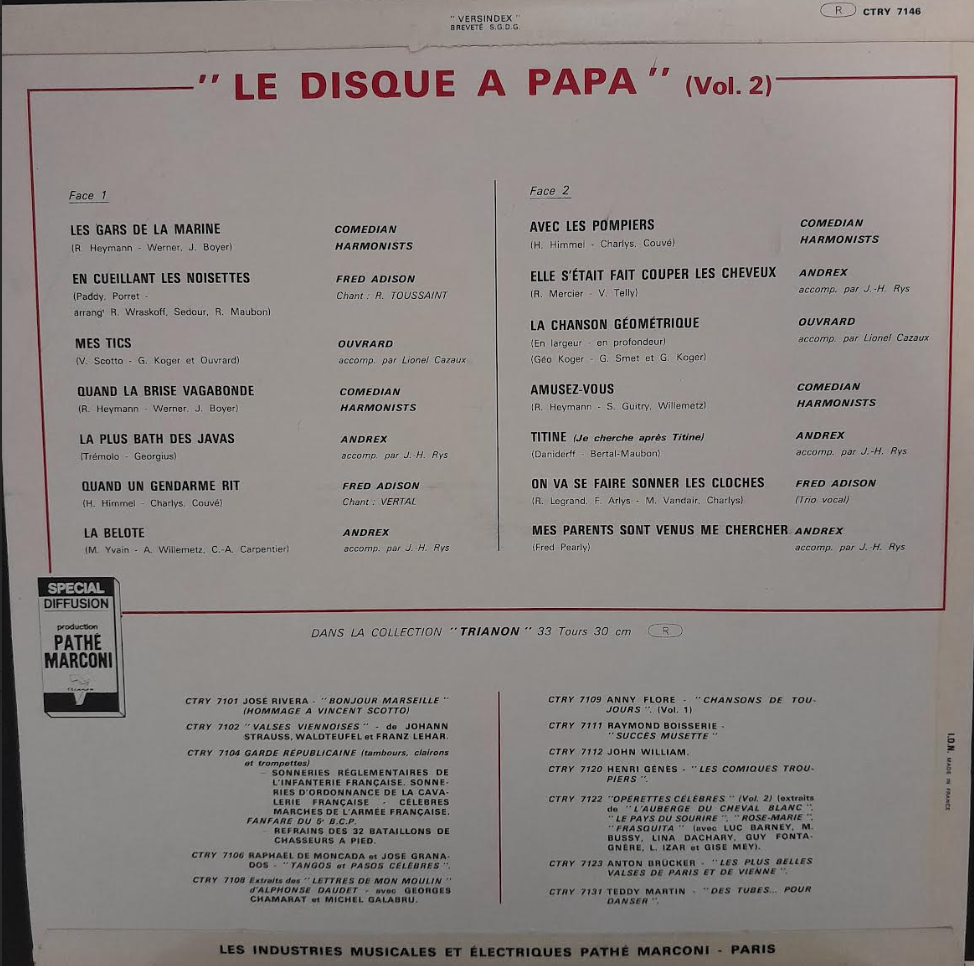 " VERSINDEX "
BREVETÉ S.G.D.G.
R CTRY 7146
" LE DISQUE A PAPA " (Vol. 2)
Face 1
LES GARS DE LA MARINE COMEDIAN
(R. Heymann - Werner, J. Boyer) HARMONISTS
EN CUEILLANT LES NOISETTES FRED ADISON
(Paddy, Porret - Chant : R. TOUSSAINT
arrangt R. Wraskoff, Sedour, R. Maubon)
MES TICS OUVRARD
(V. Scotto - G. Koger et Ouvrard) accomp. par Lionel Cazaux
QUAND LA BRISE VAGABONDE COMEDIAN
(R. Heymann - Werner, J. Boyer) HARMONISTS
LA PLUS BATH DES JAVAS ANDREX
(Trémolo - Georgius) accomp. par J.-H. Rys
QUAND UN GENDARME RIT FRED ADISON
(H. Himmel - Charlys, Couvé) Chant : VERTAL
LA BELOTE ANDREX
(M. Yvain - A. Willemetz, C.-A. Carpentier) accomp. par J.-H. Rys
Face 2
AVEC LES POMPIERS COMEDIAN
(H. Himmel - Charlys, Couvé) HARMONISTS
ELLE S'ÉTAIT FAIT COUPER LES CHEVEUX ANDREX
(R. Mercier - V. Telly) accomp. par J.-H. Rys
LA CHANSON GÉOMÉTRIQUE OUVRARD
(En largeur - en profondeur) accomp. par Lionel Cazaux
(Géo Koger - G. Smet et G. Koger)
AMUSEZ-VOUS COMEDIAN
(R. Heymann - S. Guitry, Willemetz) HARMONISTS
TITINE (Je cherche après Titine) ANDREX
(Daniderff - Bertal-Maubon) accomp. par J.-H. Rys
ON VA SE FAIRE SONNER LES CLOCHES FRED ADISON
(R. Legrand, F. Arlys - M. Vandair, Charlys) (Trio vocal)
MES PARENTS SONT VENUS ME CHERCHER ANDREX
(Fred Pearly) accomp. par J.-H. Rys
SPECIAL
DIFFUSION
production
PATHÉ
MARCONI
DANS LA COLLECTION " TRIANON " 33 Tours 30 cm R
CTRY 7101 JOSÉ RIVERA - " BONJOUR MARSEILLE "
(HOMMAGE A VINCENT SCOTTO)
CTRY 7102 " VALSES VIENNOISES " - de JOHANN
STRAUSS, WALDTEUFEL et FRANZ LEHAR.
CTRY 7104 GARDE RÉPUBLICAINE (tambours, clairons
et trompettes)
- SONNERIES RÉGLEMENTAIRES DE
L'INFANTERIE FRANÇAISE. SONNE-
RIES D'ORDONNANCE DE LA CAVA-
LERIE FRANÇAISE - CÉLÈBRES
MARCHES DE L'ARMÉE FRANÇAISE.
FANFARE DU 5e B.C.P.
- REFRAINS DES 32 BATAILLONS DE
CHASSEURS A PIED.
CTRY 7106 RAPHAËL DE MONCADA et JOSÉ GRANA-
DOS - " TANGOS et PASOS CÉLÈBRES ".
CTRY 7108 Extraits des " LETTRES DE MON MOULIN "
d'ALPHONSE DAUDET - avec GEORGES
CHAMARAT et MICHEL GALABRU.
CTRY 7109 ANNY FLORE - " CHANSONS DE TOU-
JOURS ". (Vol. 1)
CTRY 7111 RAYMOND BOISSERIE -
" SUCCÈS MUSETTE "
CTRY 7112 JOHN WILLIAM.
CTRY 7120 HENRI GÉNÈS - " LES COMIQUES TROU-
PIERS ".
CTRY 7122 "OPÉRETTES CÉLÈBRES " (Vol. 2) (extraits
de " L'AUBERGE DU CHEVAL BLANC ",
" LE PAYS DU SOURIRE ", " ROSE-MARIE ",
" FRASQUITA " (avec LUC BARNEY, M.
BUSSY, LINA DACHARY, GUY FONTA-
GNÈRE, L. IZAR et GISE MEY).
CTRY 7123 ANTON BRÜCKER - " LES PLUS BELLES
VALSES DE PARIS ET DE VIENNE ".
CTRY 7131 TEDDY MARTIN - " DES TUBES... POUR
DANSER ".
I.D.N. MADE IN FRANCE
LES INDUSTRIES MUSICALES ET ÉLECTRIQUES PATHÉ MARCONI - PARIS